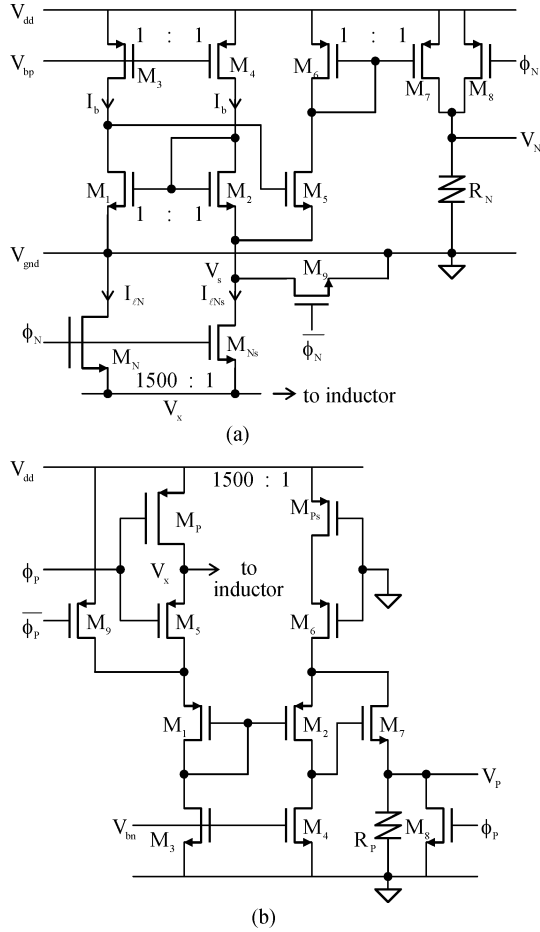 V_dd
1 : 1
1 : 1
V_bp
M_3
M_4
M_6
M_7
M_8
ϕ_N
I_b
I_b
V_N
M_1
M_2
M_5
R_N
1 : 1
V_gnd
V_s
M_9
I_ℓN
I_ℓNs
ϕ_N
M_N
M_Ns
\overline{ϕ_N}
1500 : 1
V_x
to inductor
(a)
V_dd
1500 : 1
M_P
M_Ps
ϕ_P
V_x
to
inductor
\overline{ϕ_P}
M_9
M_5
M_6
M_1
M_2
M_7
V_P
V_bn
M_3
M_4
R_P
M_8
ϕ_P
(b)